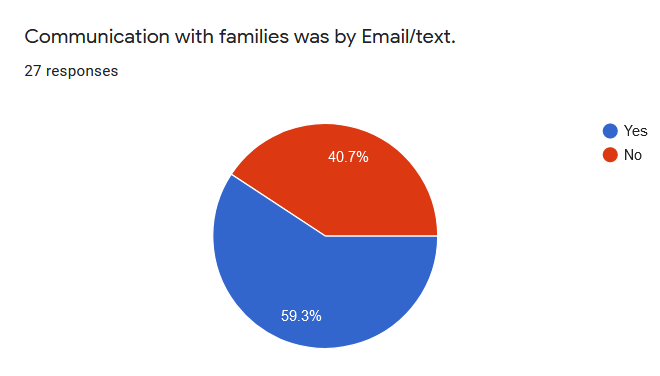 Communication with families was by Email/text.
27 responses
Yes
No
40.7%
59.3%